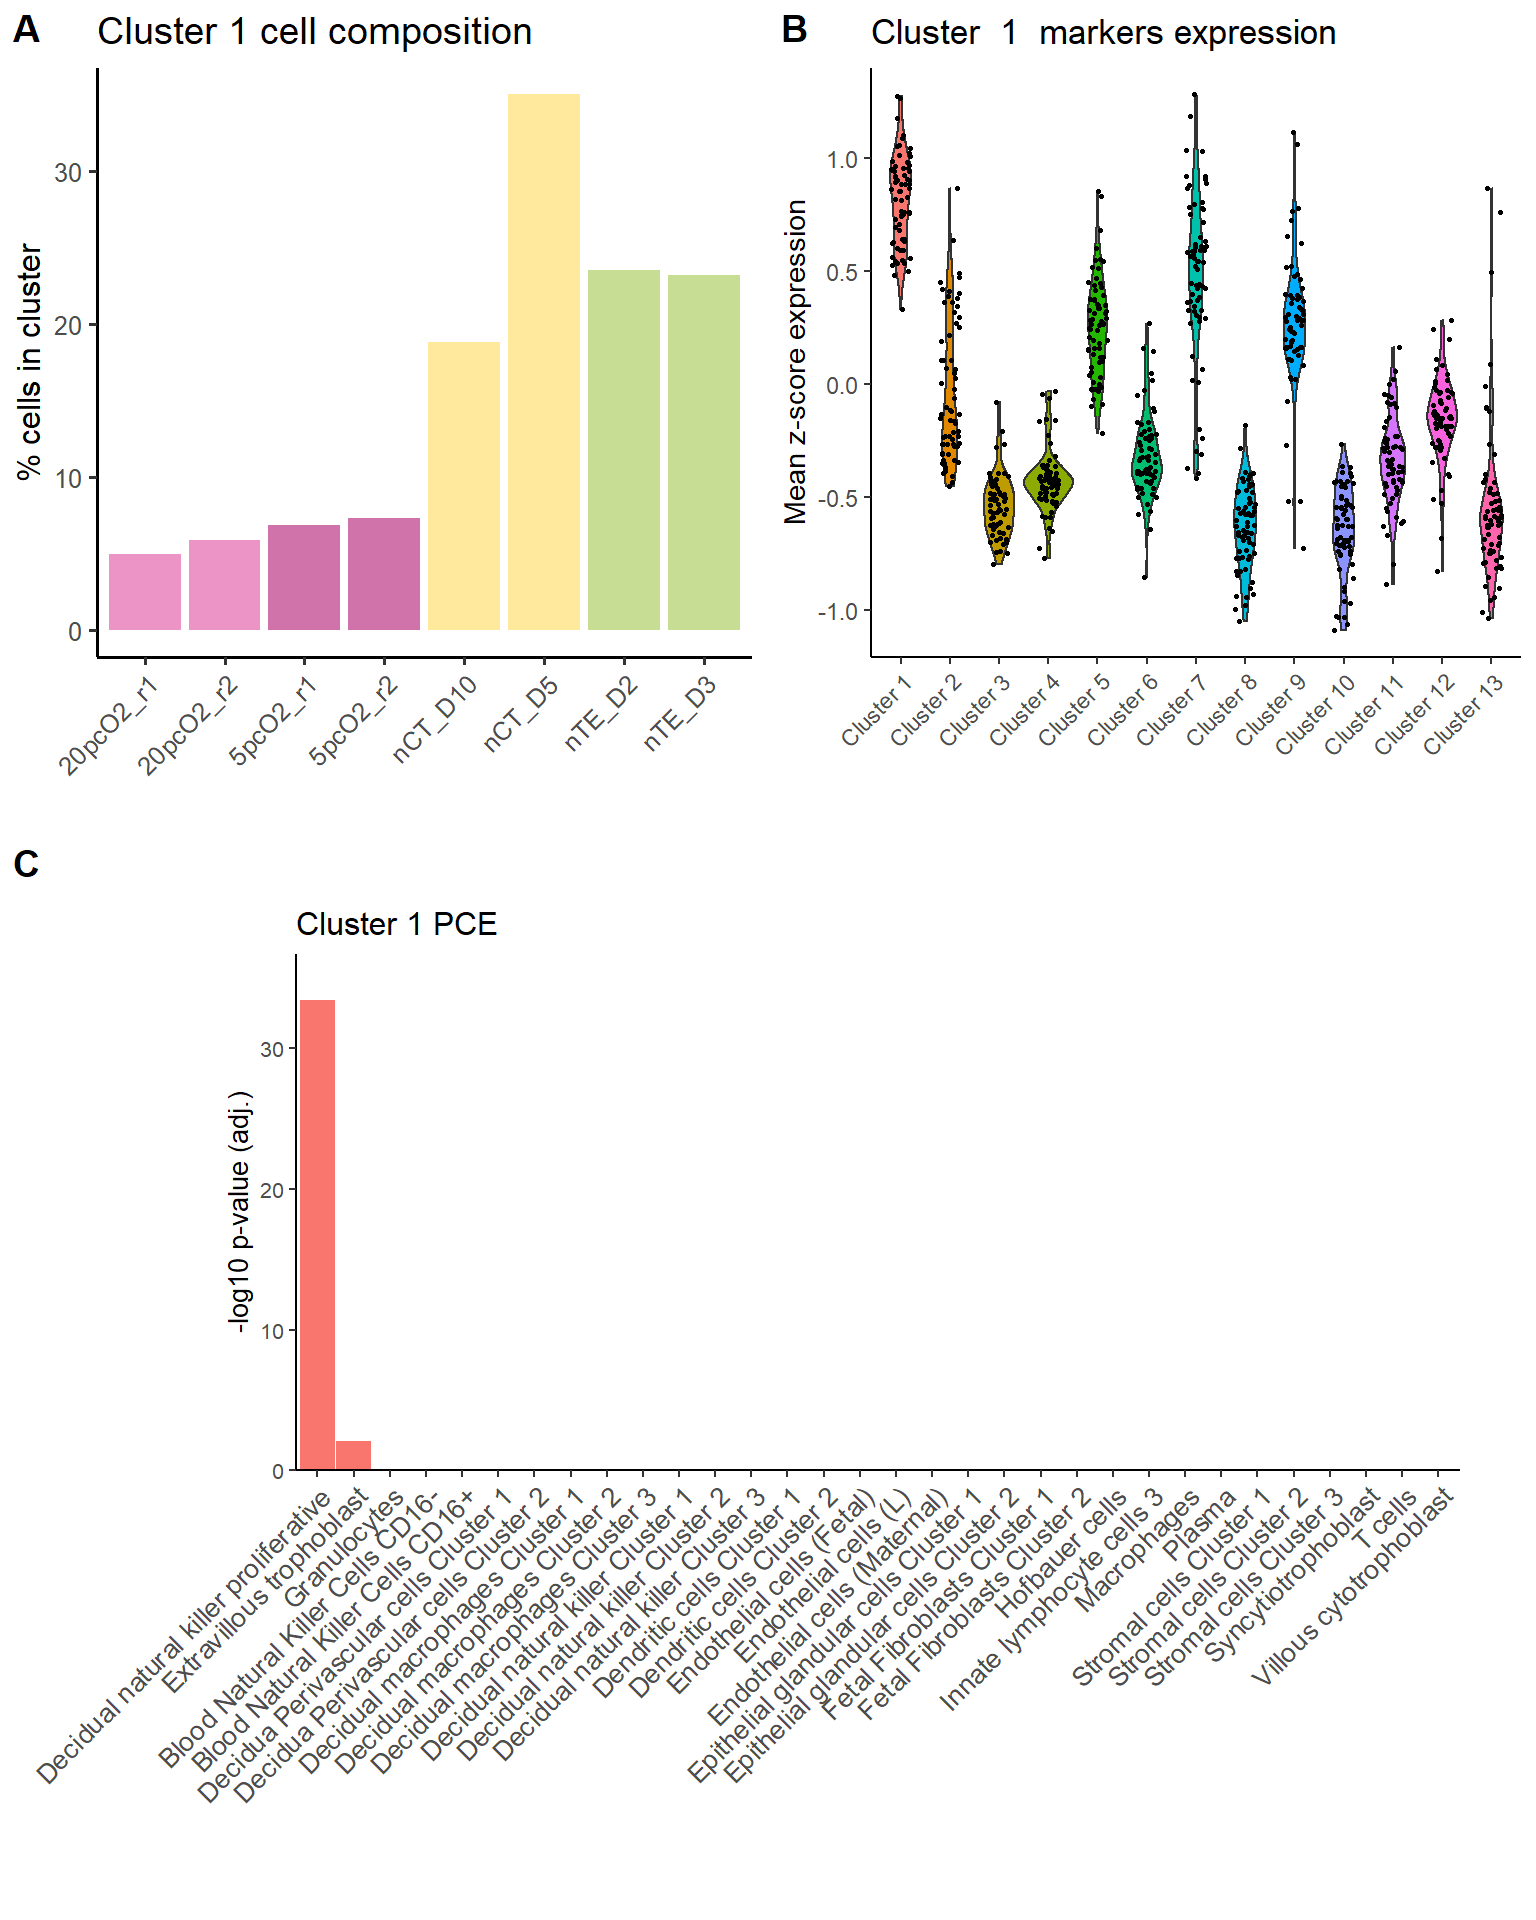 A
Cluster 1 cell composition
% cells in cluster
30
20
10
0
20pcO2_r1
20pcO2_r2
5pcO2_r1
5pcO2_r2
nCT_D10
nCT_D5
nTE_D2
nTE_D3
B
Cluster 1 markers expression
Mean z-score expression
1.0
0.5
0.0
-0.5
-1.0
Cluster 1
Cluster 2
Cluster 3
Cluster 4
Cluster 5
Cluster 6
Cluster 7
Cluster 8
Cluster 9
Cluster 10
Cluster 11
Cluster 12
Cluster 13
C
Cluster 1 PCE
-log10 p-value (adj.)
30
20
10
0
Decidual natural killer proliferative
Extravillous trophoblast
Granulocytes
Blood Natural Killer Cells CD16-
Blood Natural Killer Cells CD16+
Decidua Perivascular cells Cluster 1
Decidua Perivascular cells Cluster 2
Decidual macrophages Cluster 1
Decidual macrophages Cluster 2
Decidual macrophages Cluster 3
Decidual natural killer Cluster 1
Decidual natural killer Cluster 2
Decidual natural killer Cluster 3
Dendritic cells Cluster 1
Dendritic cells Cluster 2
Endothelial cells (Fetal)
Endothelial cells (L)
Endothelial cells (Maternal)
Epithelial glandular cells Cluster 1
Epithelial glandular cells Cluster 2
Fetal Fibroblasts Cluster 1
Fetal Fibroblasts Cluster 2
Hofbauer cells
Innate lymphocyte cells 3
Macrophages
Plasma
Stromal cells Cluster 1
Stromal cells Cluster 2
Stromal cells Cluster 3
Syncytiotrophoblast
T cells
Villous cytotrophoblast